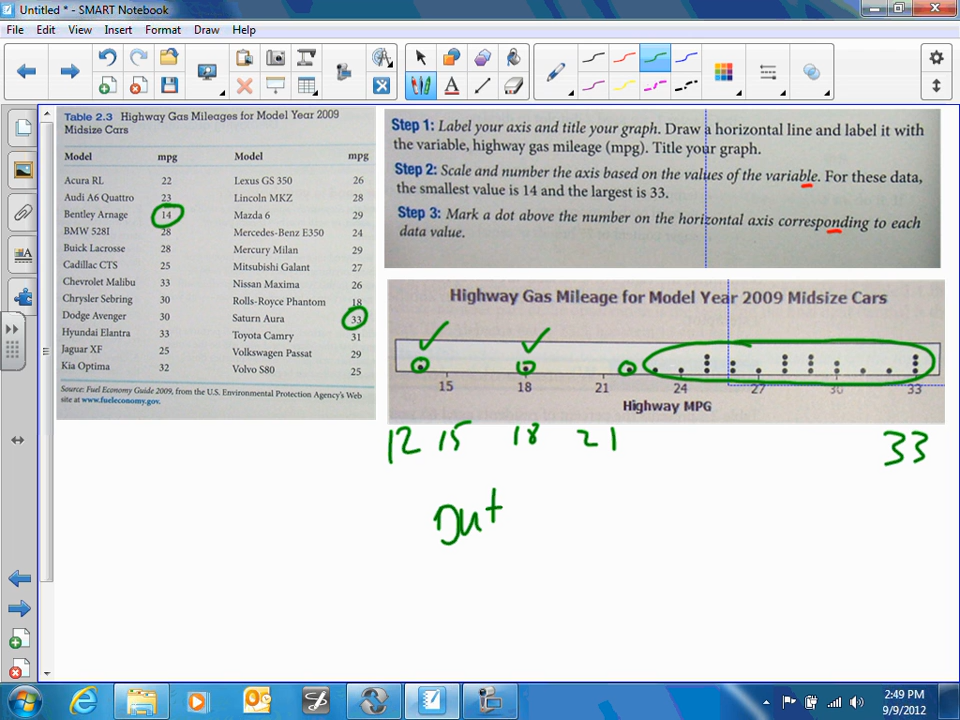 Untitled * - SMART Notebook
File Edit View Insert Format Draw Help
Table 2.3 Highway Gas Mileages for Model Year 2009
Midsize Cars
Model mpg Model mpg
Acura RL 22 Lexus GS 350 26
Audi A6 Quattro 23 Lincoln MKZ 28
Bentley Arnage 14 Mazda 6 29
BMW 528I 28 Mercedes-Benz E350 24
Buick Lacrosse 28 Mercury Milan 29
Cadillac CTS 25 Mitsubishi Galant 27
Chevrolet Malibu 33 Nissan Maxima 26
Chrysler Sebring 30 Rolls-Royce Phantom 18
Dodge Avenger 30 Saturn Aura 33
Hyundai Elantra 33 Toyota Camry 31
Jaguar XF 25 Volkswagen Passat 29
Kia Optima 32 Volvo S80 25
Source: Fuel Economy Guide 2009, from the U.S. Environmental Protection Agency's Web
site at www.fueleconomy.gov.
Step 1: Label your axis and title your graph. Draw a horizontal line and label it with
the variable, highway gas mileage (mpg). Title your graph.
Step 2: Scale and number the axis based on the values of the variable. For these data,
the smallest value is 14 and the largest is 33.
Step 3: Mark a dot above the number on the horizontal axis corresponding to each
data value.
Highway Gas Mileage for Model Year 2009 Midsize Cars
15 18 21 24 27 30 33
Highway MPG
12 15 18 21 33
Dut
2:49 PM
9/9/2012